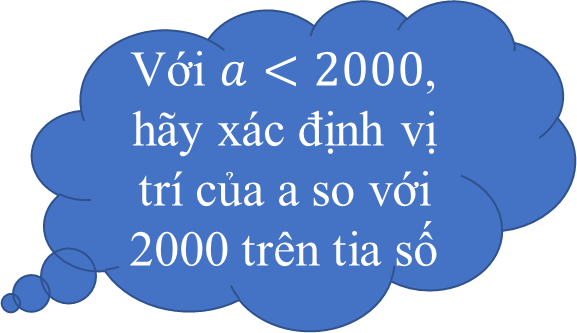 Với 𝑎 < 2000,
hãy xác định vị
trí của a so với
2000 trên tia số